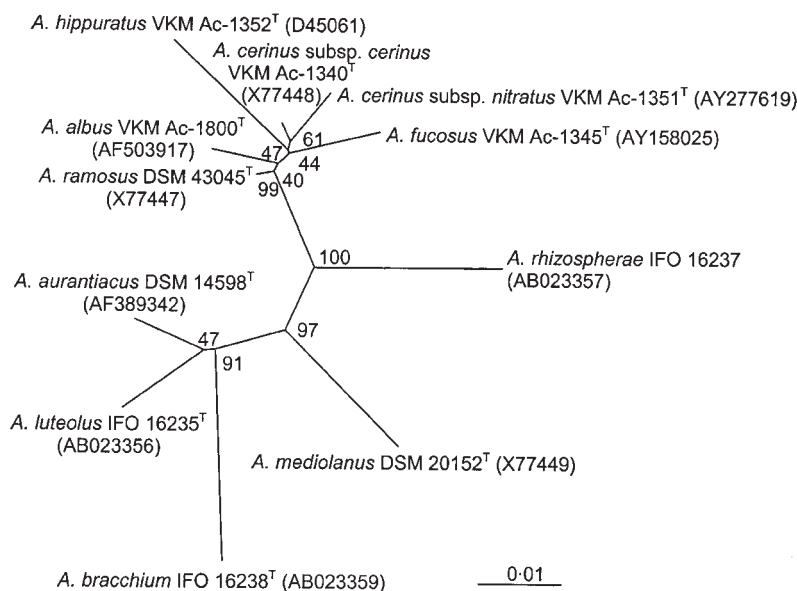 A. hippuratus VKM Ac-1352ᵀ (D45061)
A. cerinus subsp. cerinus
VKM Ac-1340ᵀ
(X77448)
A. cerinus subsp. nitratus VKM Ac-1351ᵀ (AY277619)
A. albus VKM Ac-1800ᵀ
(AF503917)
61
A. fucosus VKM Ac-1345ᵀ (AY158025)
47
44
A. ramosus DSM 43045ᵀ
(X77447)
99
40
100
A. rhizospherae IFO 16237
(AB023357)
A. aurantiacus DSM 14598ᵀ
(AF389342)
97
47
91
A. luteolus IFO 16235ᵀ
(AB023356)
A. mediolanus DSM 20152ᵀ (X77449)
A. bracchium IFO 16238ᵀ (AB023359)
0·01